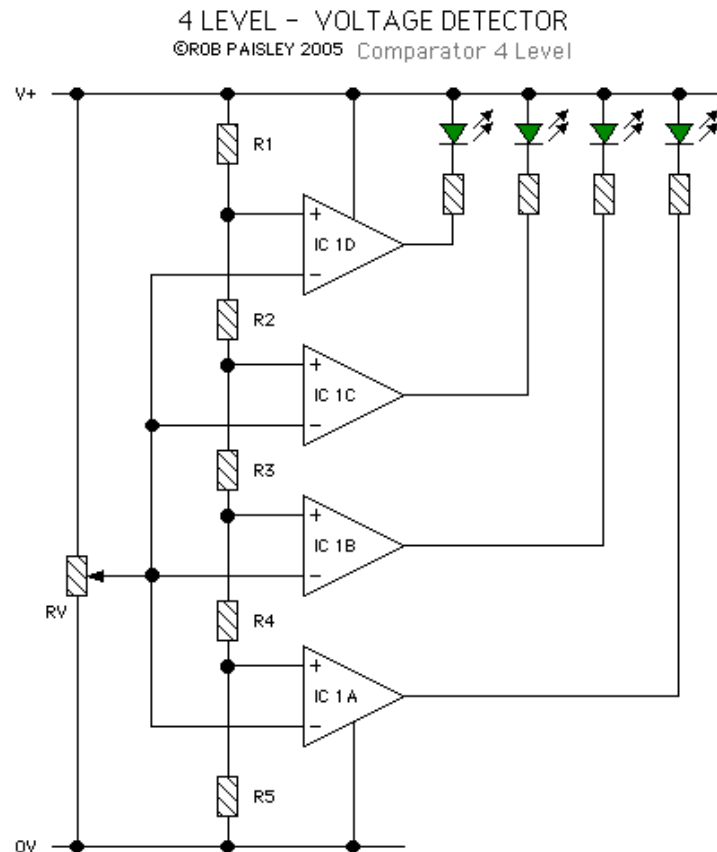 4 LEVEL - VOLTAGE DETECTOR
©ROB PAISLEY 2005 Comparator 4 Level
V+
R1
+
IC 1D
−
R2
+
IC 1C
−
R3
+
IC 1B
−
RV
R4
+
IC 1A
−
R5
0V